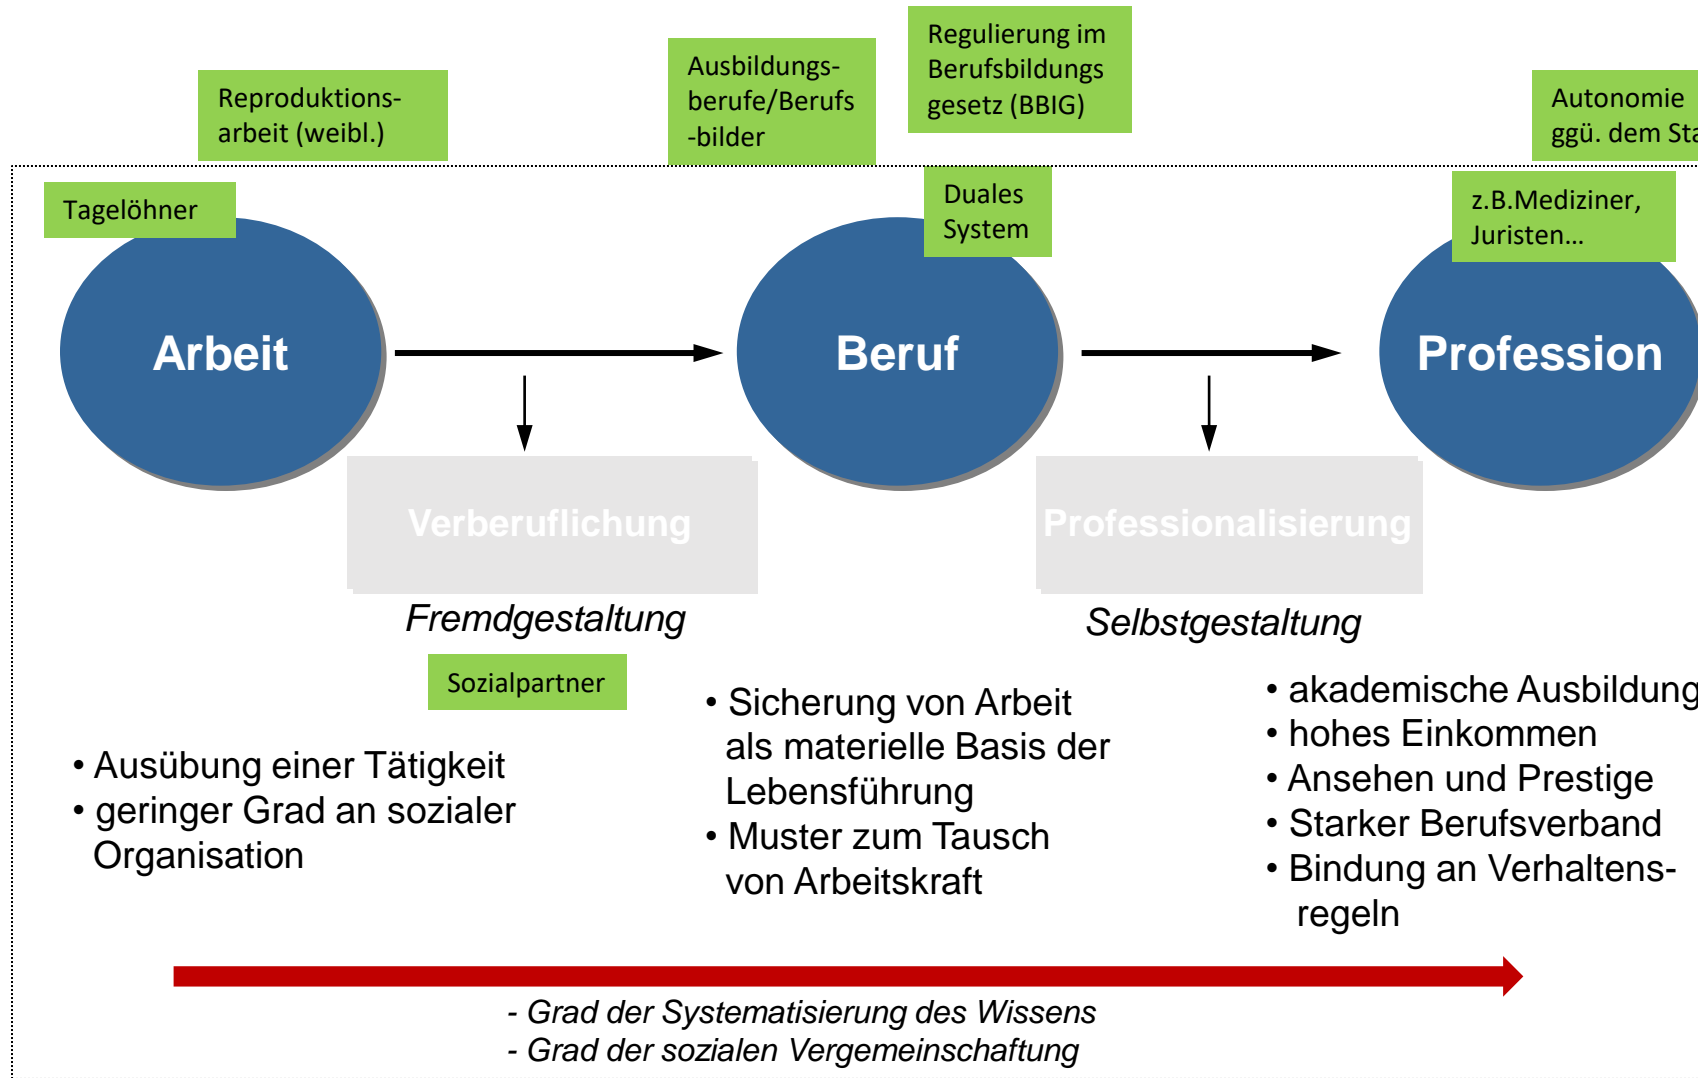 Reproduktions-
arbeit (weibl.)
Ausbildungs-
berufe/Berufs
-bilder
Regulierung im
Berufsbildungs
gesetz (BBIG)
Autonomie
ggü. dem
Tagelöhner
Duales
System
z.B.Mediziner,
Juristen…
Arbeit
Beruf
Profession
Verberuflichung
Professionalisierung
Fremdgestaltung
Selbstgestaltung
Sozialpartner
• Ausübung einer Tätigkeit
• geringer Grad an sozialer
Organisation
• Sicherung von Arbeit
als materielle Basis der
Lebensführung
• Muster zum Tausch
von Arbeitskraft
• akademische Ausbildung
• hohes Einkommen
• Ansehen und Prestige
• Starker Berufsverband
• Bindung an Verhaltens-
regeln
- Grad der Systematisierung des Wissens
- Grad der sozialen Vergemeinschaftung